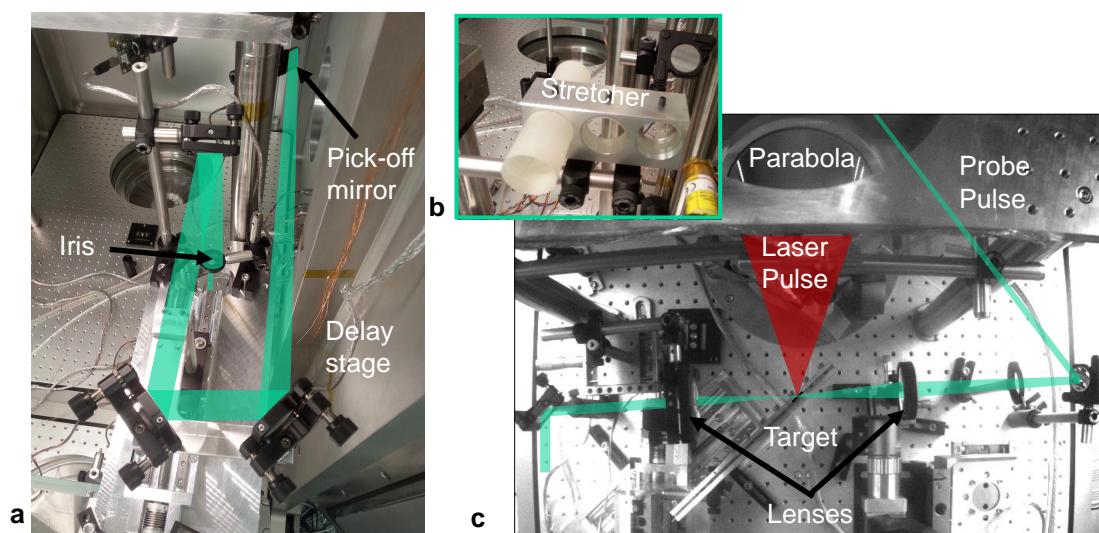 Stretcher
Pick-off
mirror
Iris
Delay
stage
a
b
Parabola
Probe
Pulse
Laser
Pulse
Target
Lenses
c